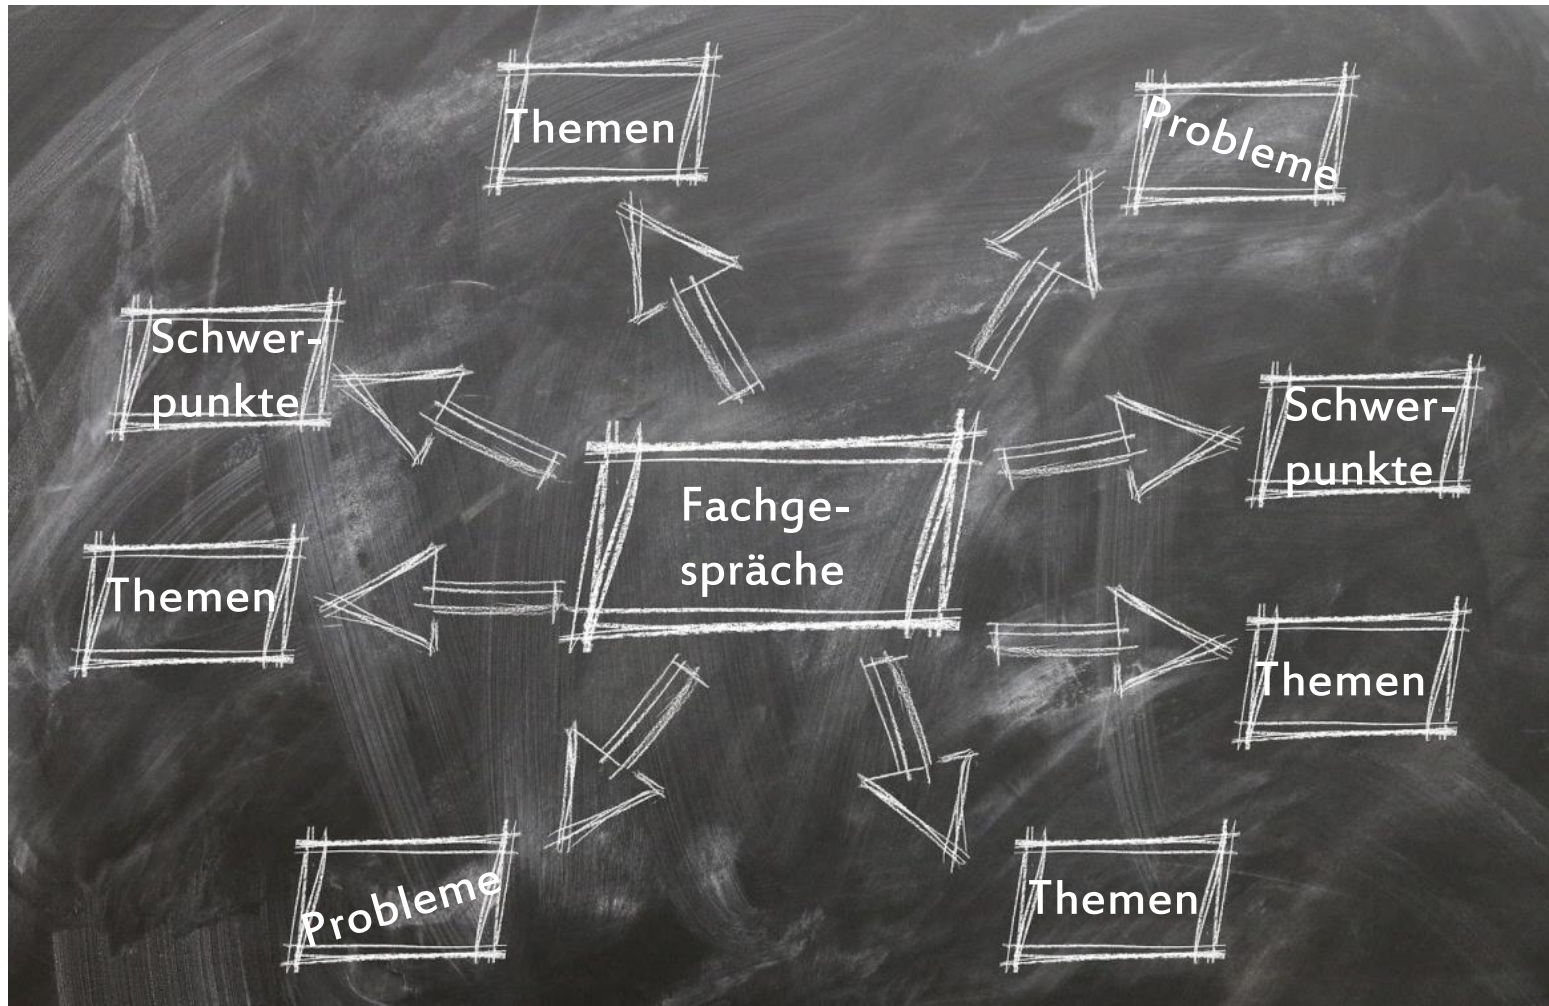 Themen
Probleme
Schwer-
punkte
Schwer-
punkte
Fachge-
spräche
Themen
Themen
Probleme
Themen